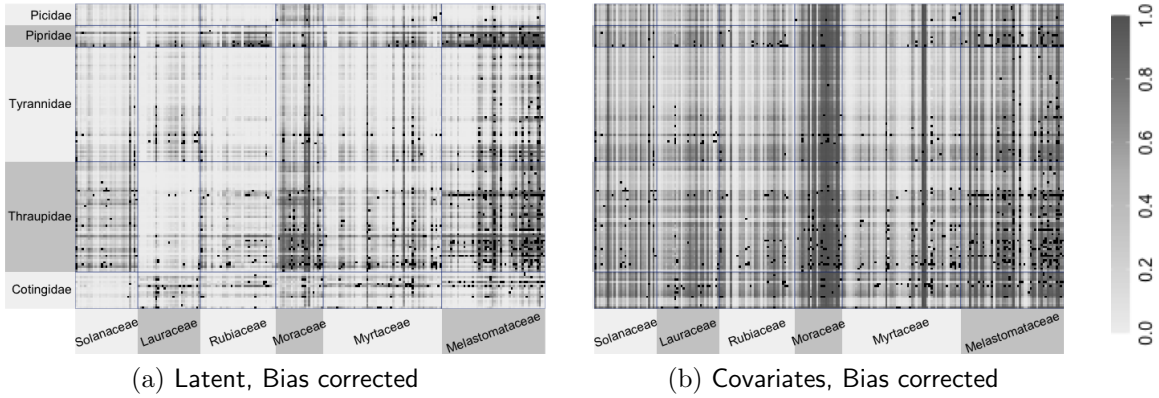 Picidae
Pipridae
Tyrannidae
Thraupidae
Cotingidae
Solanaceae
Lauraceae
Rubiaceae
Moraceae
Myrtaceae
Melastomataceae
(a) Latent, Bias corrected
Solanaceae
Lauraceae
Rubiaceae
Moraceae
Myrtaceae
Melastomataceae
(b) Covariates, Bias corrected
1.0
0.8
0.6
0.4
0.2
0.0